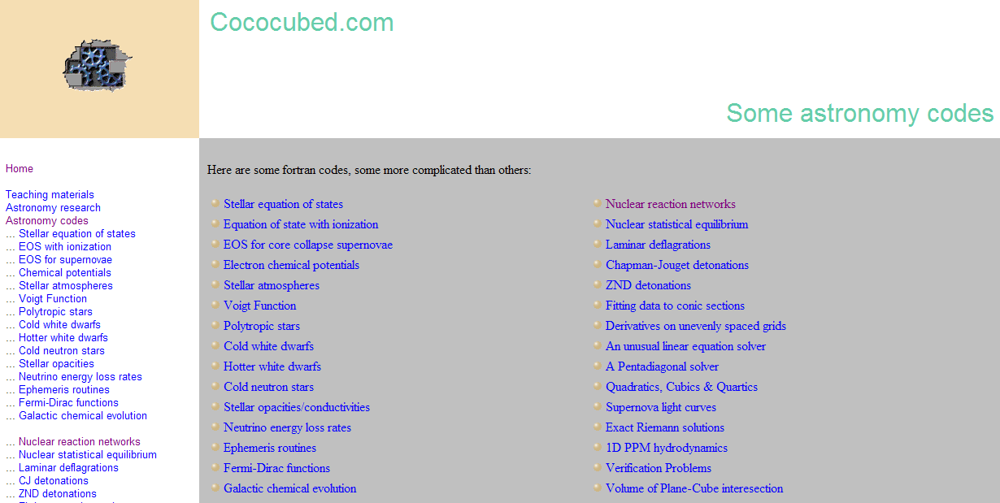 Cococubed.com
Some astronomy codes
Home
Teaching materials
Astronomy research
Astronomy codes
... Stellar equation of states
... EOS with ionization
... EOS for supernovae
... Chemical potentials
... Stellar atmospheres
... Voigt Function
... Polytropic stars
... Cold white dwarfs
... Hotter white dwarfs
... Cold neutron stars
... Stellar opacities
... Neutrino energy loss rates
... Ephemeris routines
... Fermi-Dirac functions
... Galactic chemical evolution
... Nuclear reaction networks
... Nuclear statistical equilibrium
... Laminar deflagrations
... CJ detonations
... ZND detonations
Here are some fortran codes, some more complicated than others:
Stellar equation of states
Equation of state with ionization
EOS for core collapse supernovae
Electron chemical potentials
Stellar atmospheres
Voigt Function
Polytropic stars
Cold white dwarfs
Hotter white dwarfs
Cold neutron stars
Stellar opacities/conductivities
Neutrino energy loss rates
Ephemeris routines
Fermi-Dirac functions
Galactic chemical evolution
Nuclear reaction networks
Nuclear statistical equilibrium
Laminar deflagrations
Chapman-Jouget detonations
ZND detonations
Fitting data to conic sections
Derivatives on unevenly spaced grids
An unusual linear equation solver
A Pentadiagonal solver
Quadratics, Cubics & Quartics
Supernova light curves
Exact Riemann solutions
1D PPM hydrodynamics
Verification Problems
Volume of Plane-Cube interesection